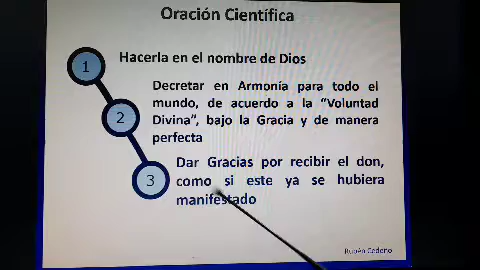 Oración Científica
1
Hacerla en el nombre de Dios
2
Decretar en Armonía para todo el
mundo, de acuerdo a la “Voluntad
Divina”, bajo la Gracia y de manera
perfecta
3
Dar Gracias por recibir el don,
como si este ya se hubiera
manifestado
Rubén Cedeño